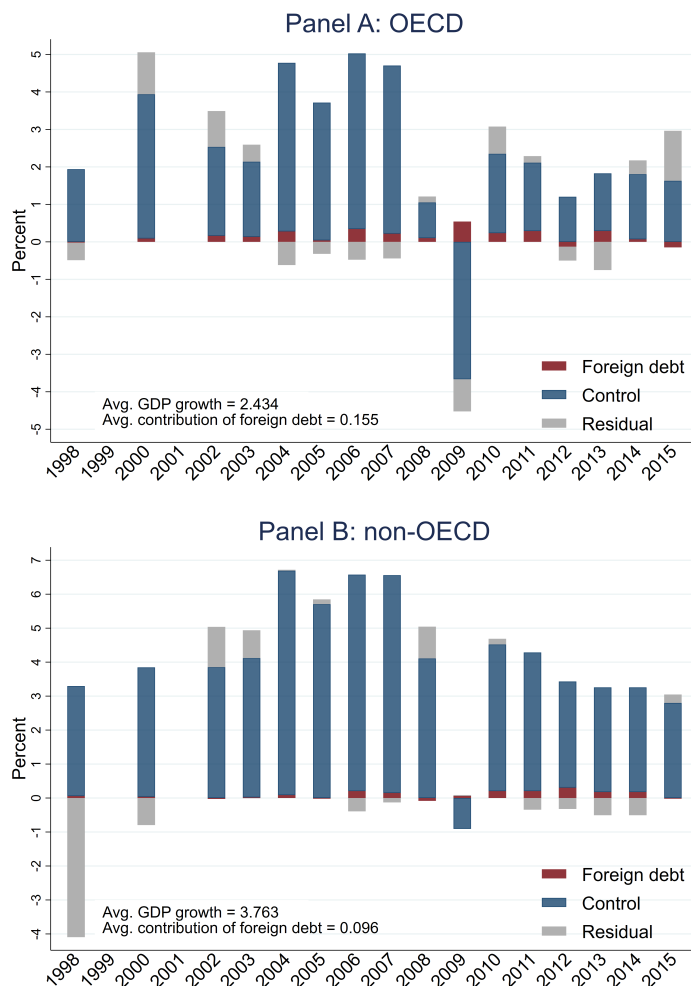 Panel A: OECD
5
4
3
2
1
0
-1
-2
-3
-4
-5
Percent
Foreign debt
Control
Residual
Avg. GDP growth = 2.434
Avg. contribution of foreign debt = 0.155
1998 1999 2000 2001 2002 2003 2004 2005 2006 2007 2008 2009 2010 2011 2012 2013 2014 2015
Panel B: non-OECD
7
6
5
4
3
2
1
0
-1
-2
-3
-4
Percent
Foreign debt
Control
Residual
Avg. GDP growth = 3.763
Avg. contribution of foreign debt = 0.096
1998 1999 2000 2001 2002 2003 2004 2005 2006 2007 2008 2009 2010 2011 2012 2013 2014 2015